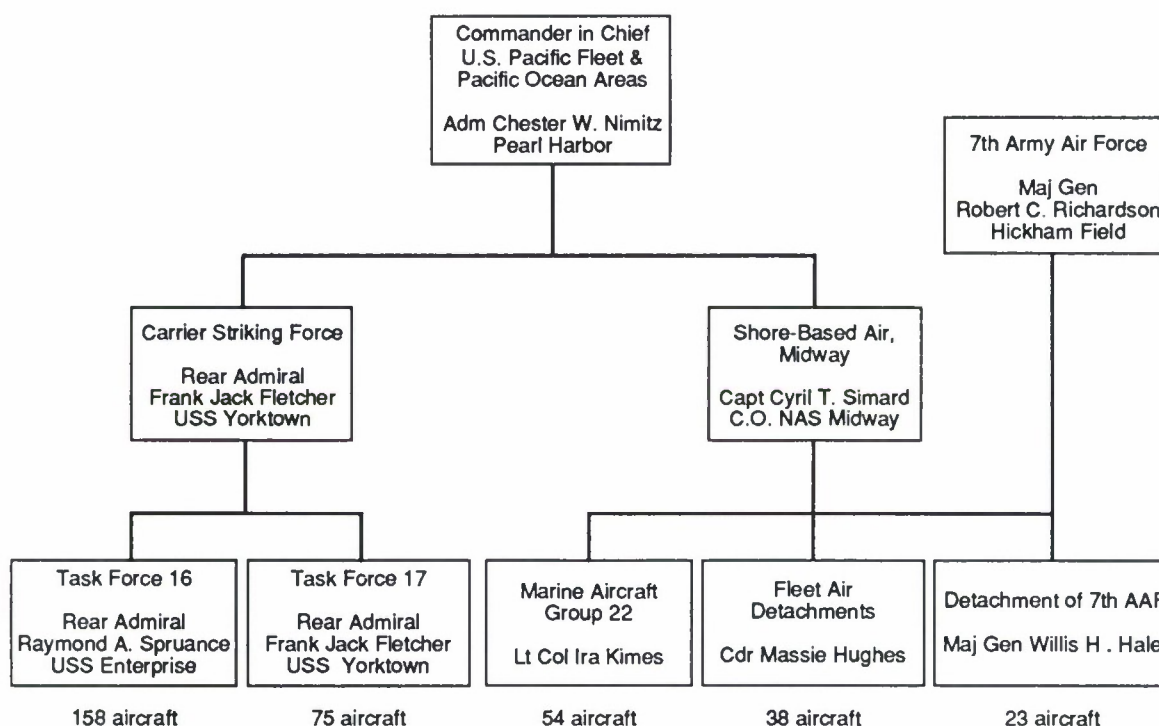 Commander in Chief
U.S. Pacific Fleet &
Pacific Ocean Areas
Adm Chester W. Nimitz
Pearl Harbor
7th Army Air Force
Maj Gen
Robert C. Richardson
Hickham Field
Carrier Striking Force
Rear Admiral
Frank Jack Fletcher
USS Yorktown
Shore-Based Air,
Midway
Capt Cyril T. Simard
C.O. NAS Midway
Task Force 16
Rear Admiral
Raymond A. Spruance
USS Enterprise
Task Force 17
Rear Admiral
Frank Jack Fletcher
USS Yorktown
Marine Aircraft
Group 22
Lt Col Ira Kimes
Fleet Air
Detachments
Cdr Massie Hughes
Detachment of 7th AAF
Maj Gen Willis H . Hale
158 aircraft
75 aircraft
54 aircraft
38 aircraft
23 aircraft